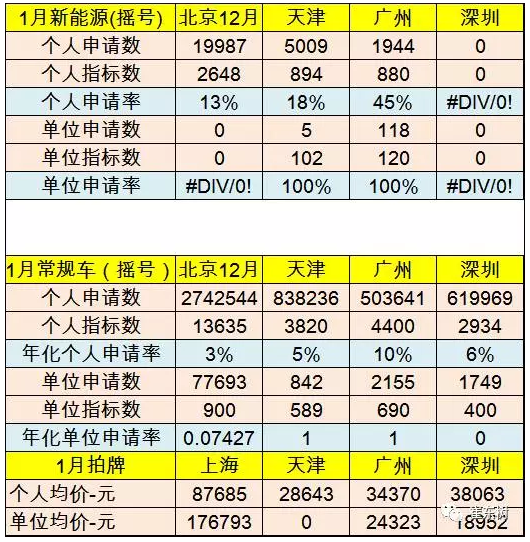 1月新能源(摇号) 北京12月 天津 广州 深圳
个人申请数 19987 5009 1944 0
个人指标数 2648 894 880 0
个人申请率 13% 18% 45% #DIV/0!
单位申请数 0 5 118 0
单位指标数 0 102 120 0
单位申请率 #DIV/0! 100% 100% #DIV/0!
1月常规车（摇号） 北京12月 天津 广州 深圳
个人申请数 2742544 838236 503641 619969
个人指标数 13635 3820 4400 2934
年化个人申请率 3% 5% 10% 6%
单位申请数 77693 842 2155 1749
单位指标数 900 589 690 400
年化单位申请率 0.07427 1 1 0
1月拍牌 上海 天津 广州 深圳
个人均价-元 87685 28643 34370 38063
单位均价-元 176793 0 24323 18952
崔东树